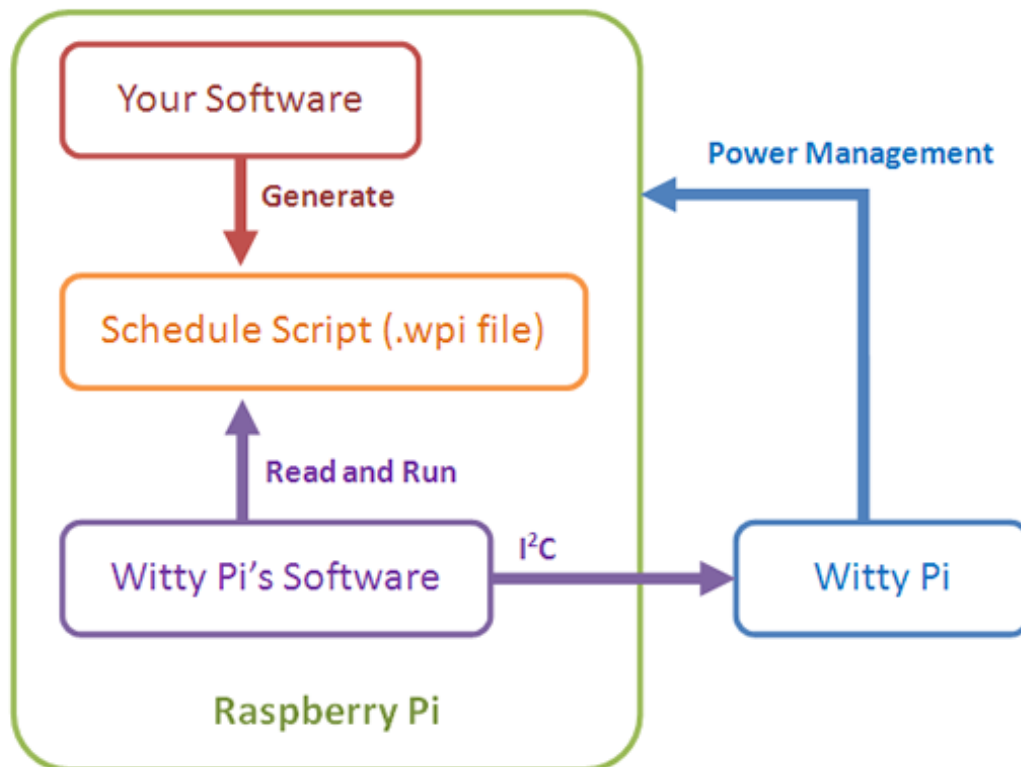 Your Software
Power Management
Generate
Schedule Script (.wpi file)
Read and Run
I²C
Witty Pi’s Software
Witty Pi
Raspberry Pi